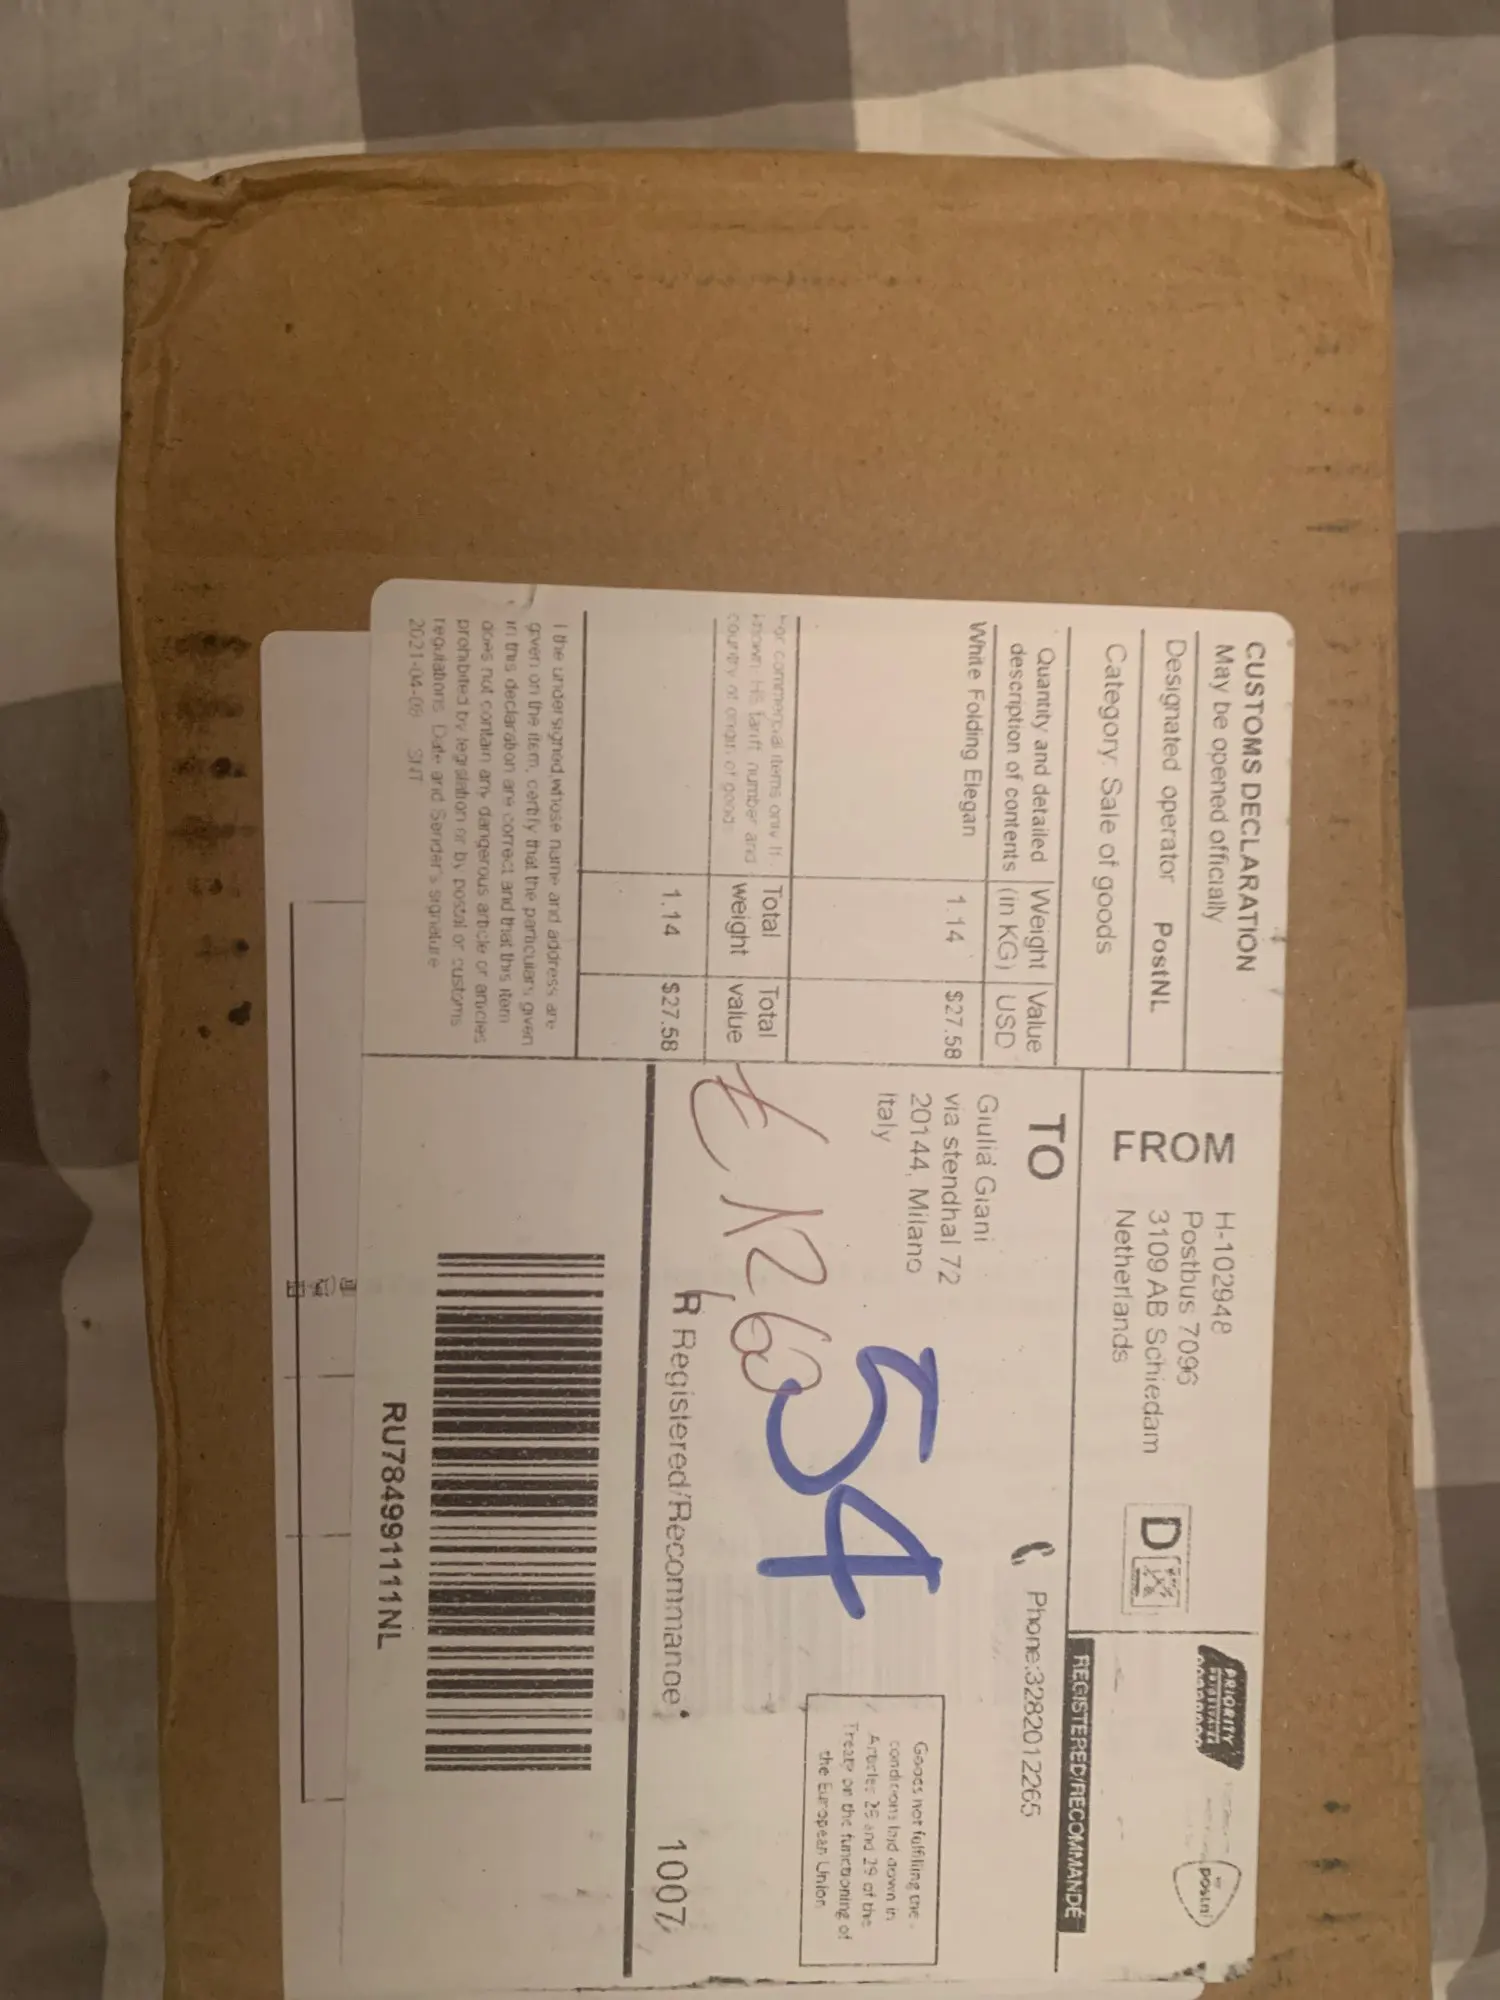 CUSTOMS DECLARATION
May be opened officially
Designated operator PostNL
Category: Sale of goods
Quantity and detailed description of contents
Weight (in KG)
Value USD
White Folding Elegan 1.14 $27.58
For commercial items only If
known HS tariff number and
country of origin of goods
Total weight
Total value
1.14 $27.58
I the undersigned,whose name and address are
given on the item, certify that the particulars given
in this declaration are correct and that this item
does not contain any dangerous article or articles
prohibited by legislation or by postal or customs
regulations Date and Sender's signature
2021-04-08 SNT
FROM
H-102948
Postbus 7096
3109 AB Schiedam
Netherlands
D
PRIORITY
postnl
REGISTERED/RECOMMANDÉ
TO
Phone:3282012265
Giulia Giani
via stendhal 72
20144, Milano
Italy
54
€ 12,60
Goods not fulfilling the
conditions laid down in
Articles 28 and 29 of the
Treaty on the functioning of
the European Union
R Registered/Recommandé 1007
RU784991111NL